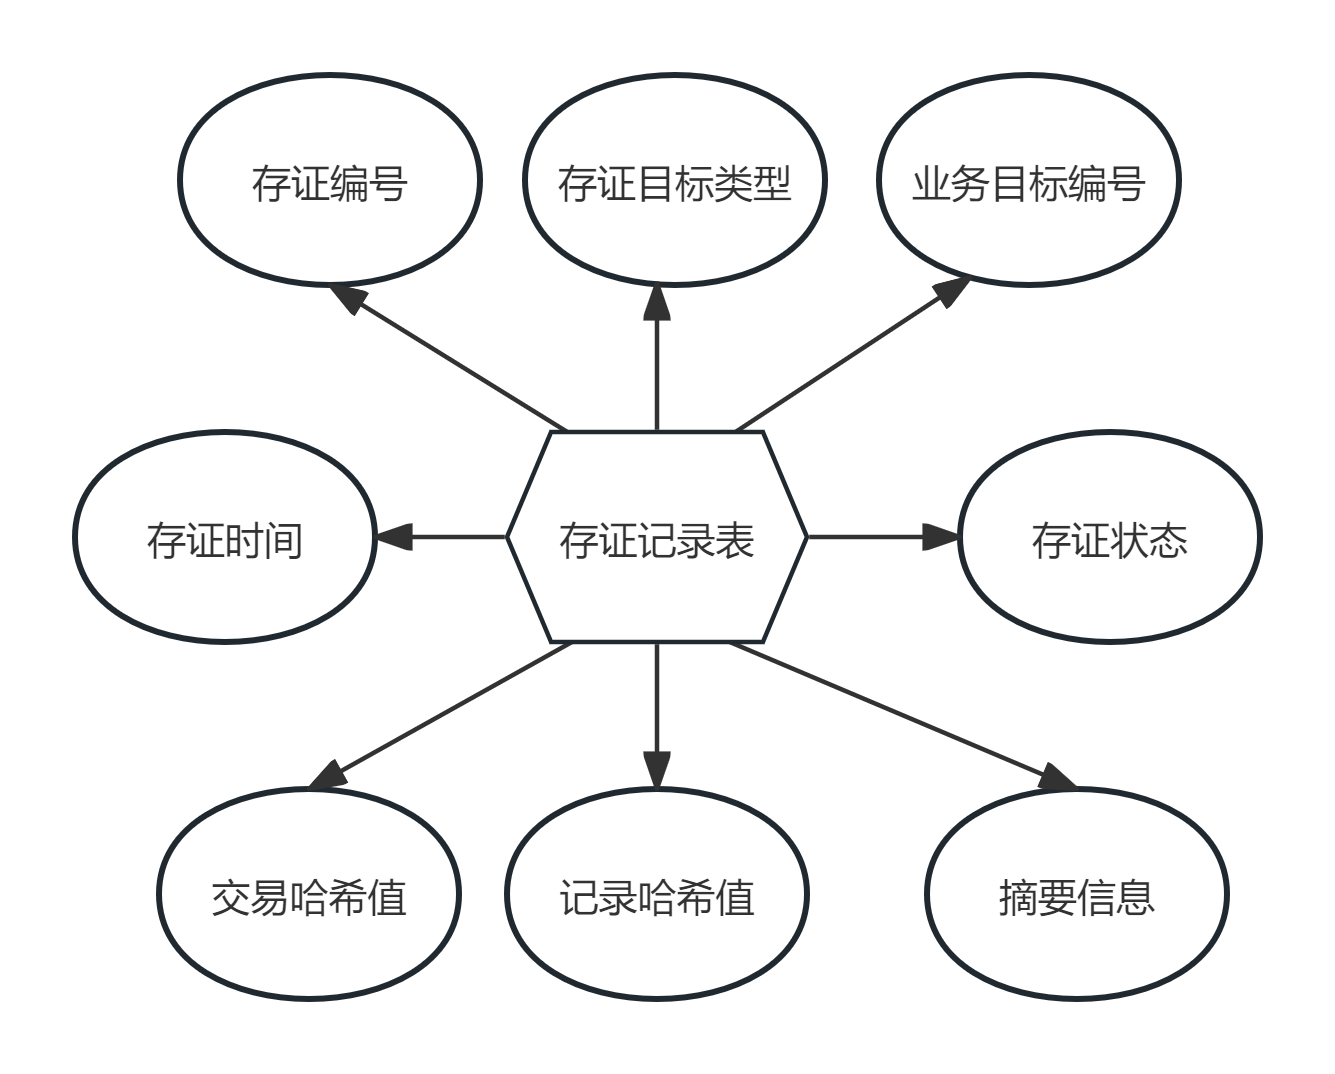 存证编号
存证目标类型
业务目标编号
存证时间
存证记录表
存证状态
交易哈希值
记录哈希值
摘要信息